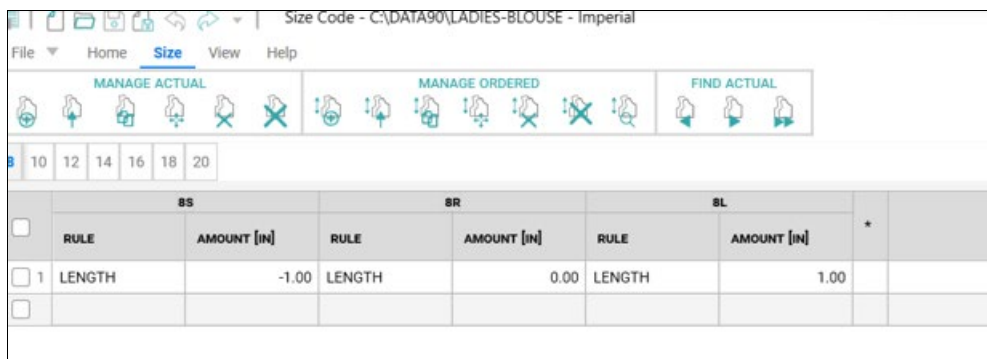 Size Code - C:\DATA90\LADIES-BLOUSE - Imperial
File Home Size View Help
MANAGE ACTUAL MANAGE ORDERED FIND ACTUAL
8 10 12 14 16 18 20
8S 8R 8L
RULE AMOUNT [IN] RULE AMOUNT [IN] RULE AMOUNT [IN] *
1 LENGTH -1.00 LENGTH 0.00 LENGTH 1.00